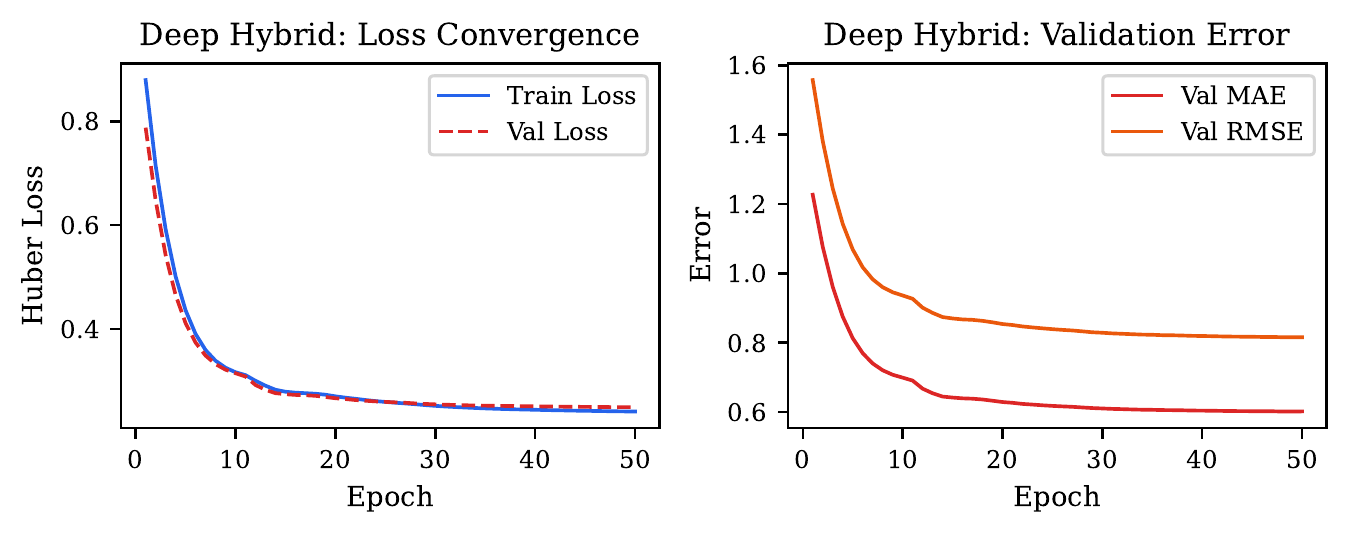 Deep Hybrid: Loss Convergence
Train Loss
Val Loss
0.8
0.6
0.4
Huber Loss
0 10 20 30 40 50
Epoch
Deep Hybrid: Validation Error
Val MAE
Val RMSE
1.6
1.4
1.2
1.0
0.8
0.6
Error
0 10 20 30 40 50
Epoch